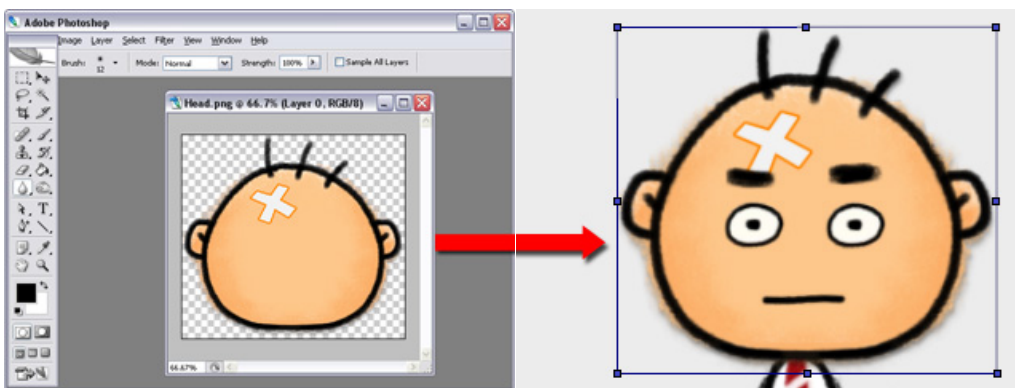 Adobe Photoshop
Image Layer Select Filter View Window Help
Brush: 12 Mode: Normal Strength: 100% Sample All Layers
Head.png @ 66.7% (Layer 0, RGB/8)
66.67%